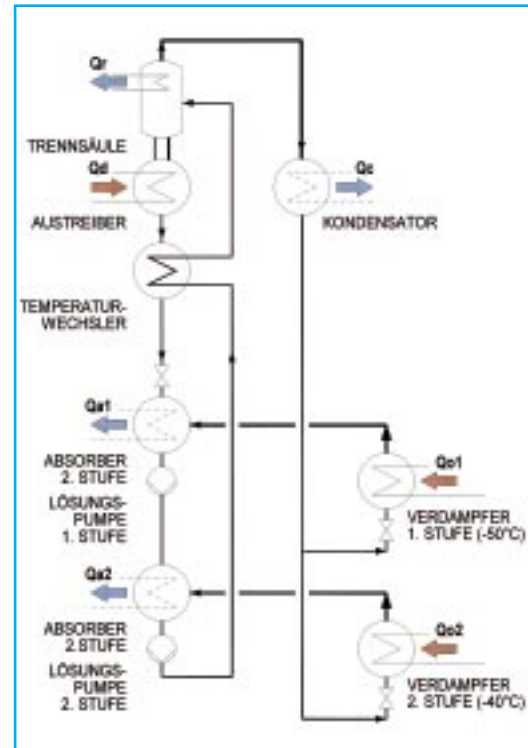 Qr
TRENNSÄULE
Qd
AUSTREIBER
Qc
KONDENSATOR
TEMPERATUR-
WECHSLER
Qa1
ABSORBER
2. STUFE
LÖSUNGS-
PUMPE
1. STUFE
Qo1
VERDAMPFER
1. STUFE (-50°C)
Qa2
ABSORBER
2.STUFE
LÖSUNGS-
PUMPE
2. STUFE
Qo2
VERDAMPFER
2. STUFE (-40°C)